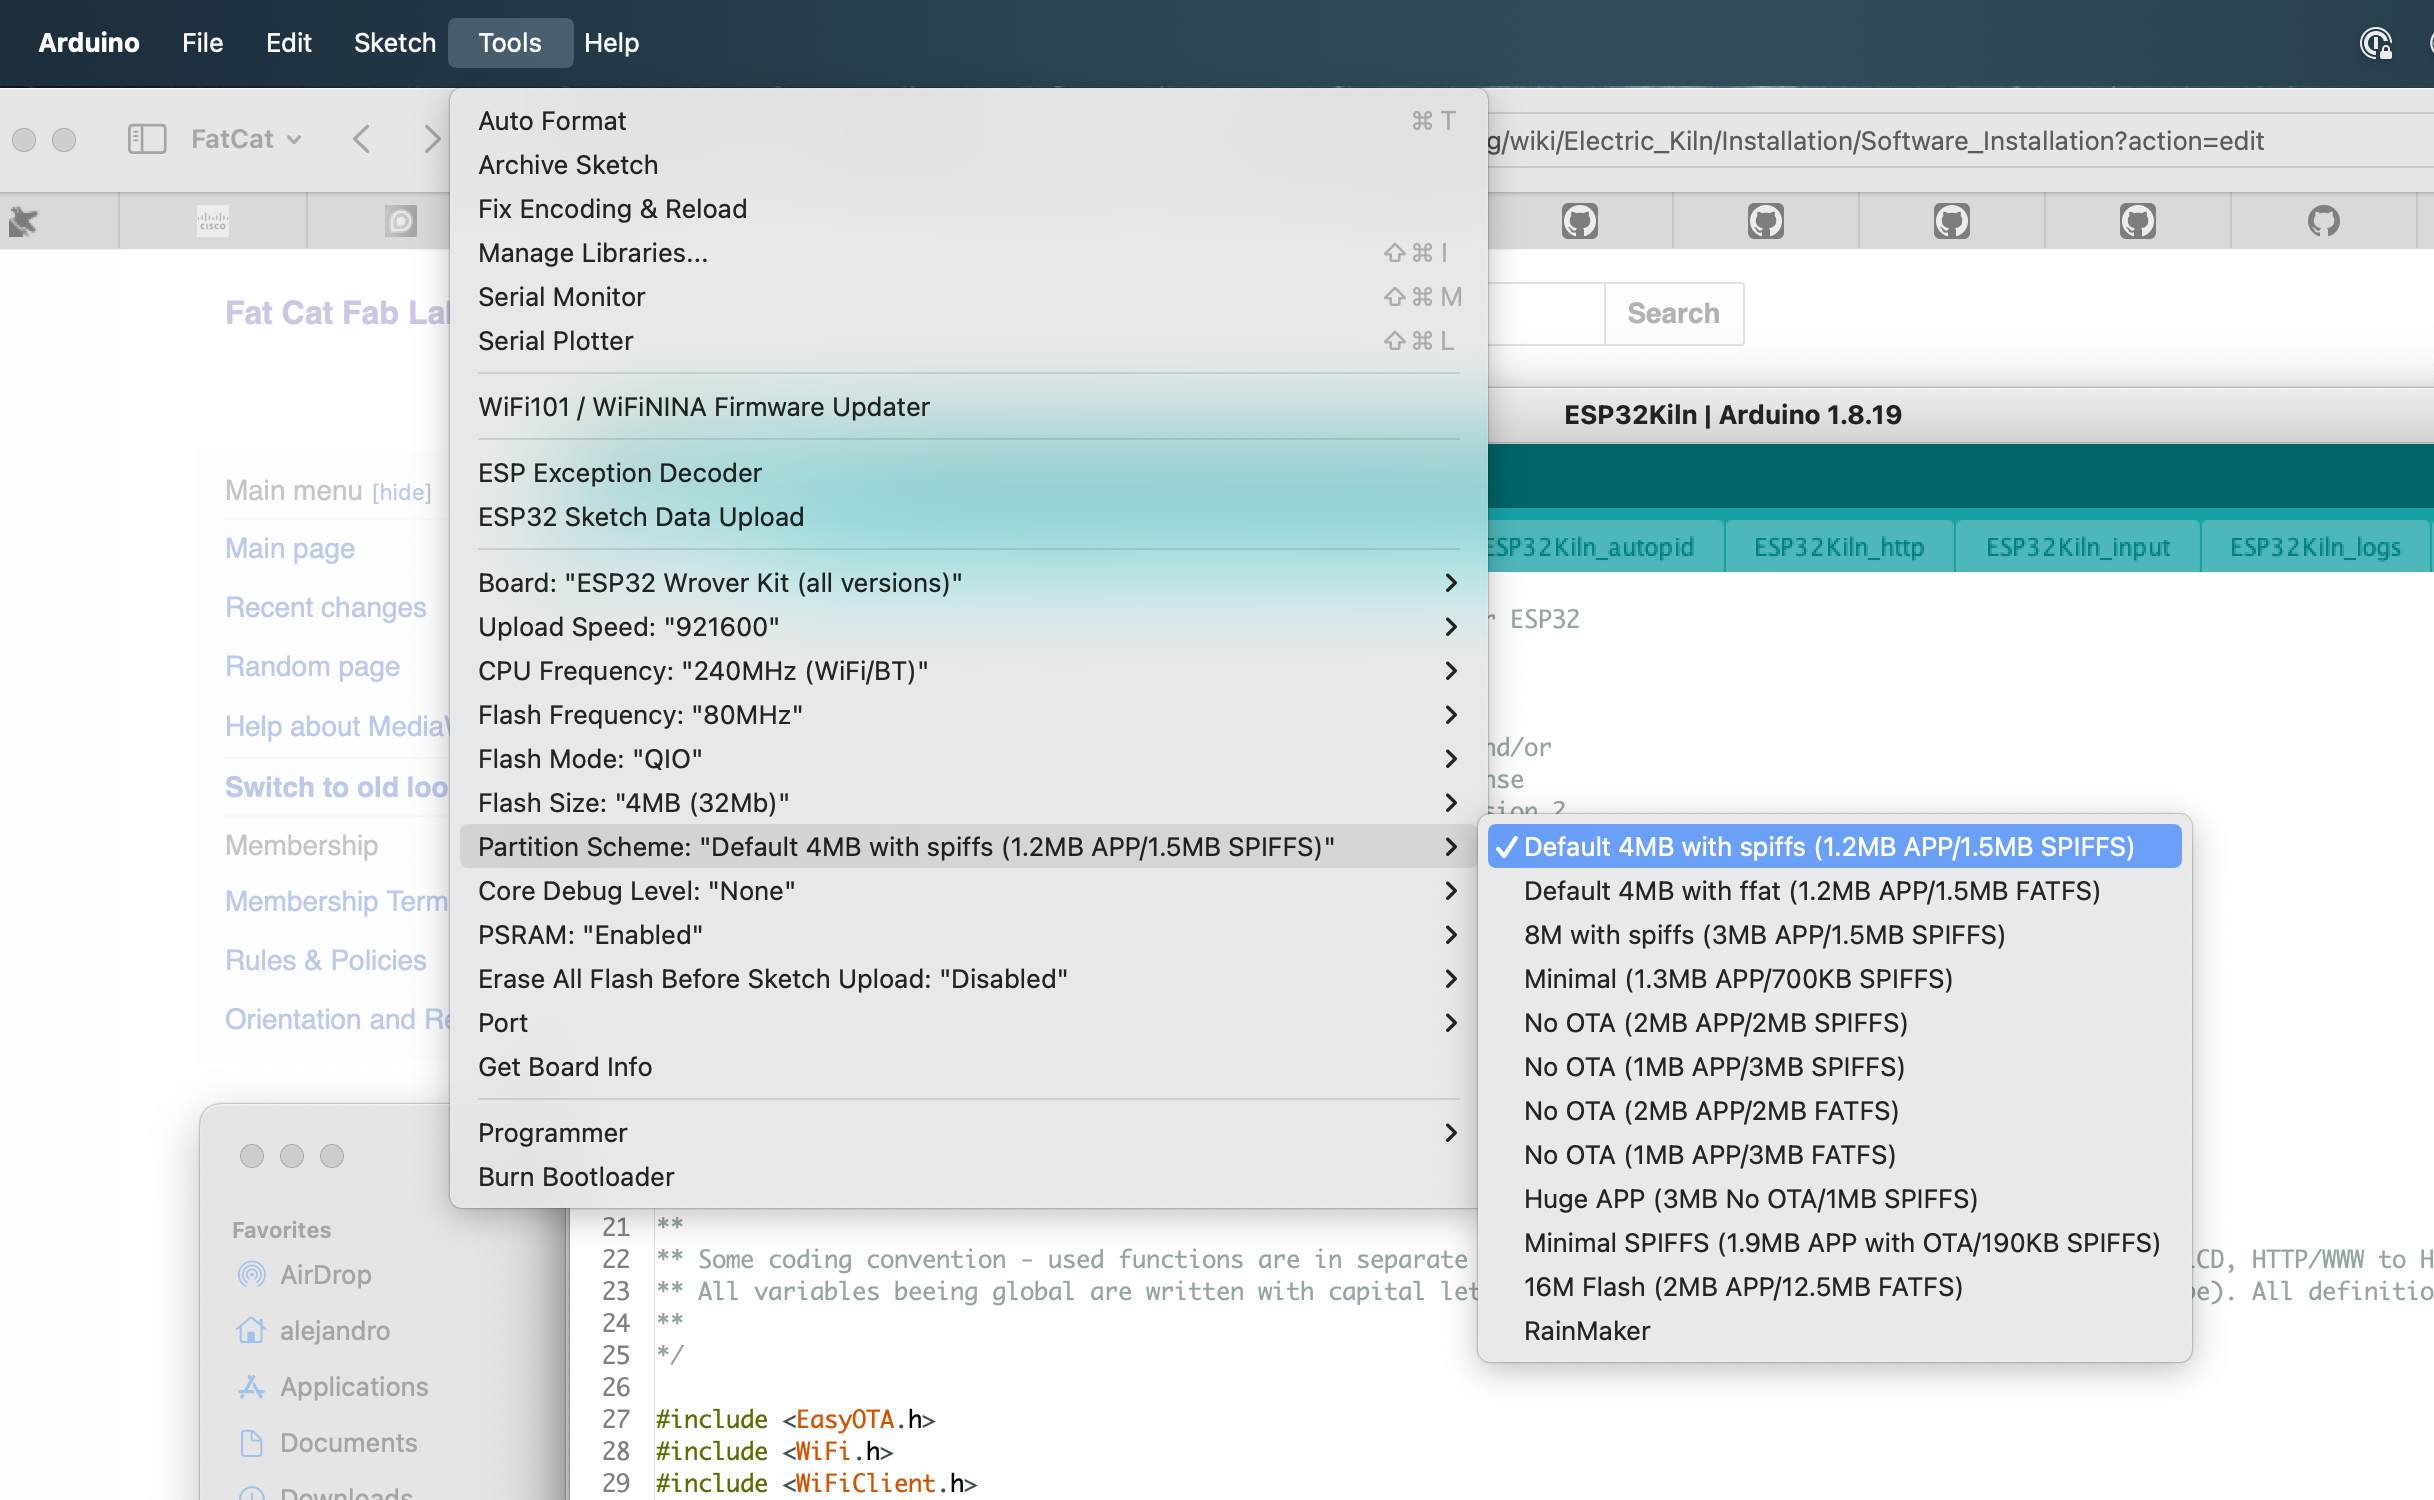 Arduino File Edit Sketch Tools Help
FatCat
g/wiki/Electric_Kiln/Installation/Software_Installation?action=edit
CISCO
Auto Format ⌘ T
Archive Sketch
Fix Encoding & Reload
Manage Libraries... ⇧ ⌘ I
Serial Monitor ⇧ ⌘ M
Serial Plotter ⇧ ⌘ L
WiFi101 / WiFiNINA Firmware Updater
ESP Exception Decoder
ESP32 Sketch Data Upload
Board: "ESP32 Wrover Kit (all versions)"
Upload Speed: "921600"
CPU Frequency: "240MHz (WiFi/BT)"
Flash Frequency: "80MHz"
Flash Mode: "QIO"
Flash Size: "4MB (32Mb)"
Partition Scheme: "Default 4MB with spiffs (1.2MB APP/1.5MB SPIFFS)"
Core Debug Level: "None"
PSRAM: "Enabled"
Erase All Flash Before Sketch Upload: "Disabled"
Port
Get Board Info
Programmer
Burn Bootloader
✓ Default 4MB with spiffs (1.2MB APP/1.5MB SPIFFS)
Default 4MB with ffat (1.2MB APP/1.5MB FATFS)
8M with spiffs (3MB APP/1.5MB SPIFFS)
Minimal (1.3MB APP/700KB SPIFFS)
No OTA (2MB APP/2MB SPIFFS)
No OTA (1MB APP/3MB SPIFFS)
No OTA (2MB APP/2MB FATFS)
No OTA (1MB APP/3MB FATFS)
Huge APP (3MB No OTA/1MB SPIFFS)
Minimal SPIFFS (1.9MB APP with OTA/190KB SPIFFS)
16M Flash (2MB APP/12.5MB FATFS)
RainMaker
Fat Cat Fab La
Search
Main menu [hide]
Main page
Recent changes
Random page
Help about Media
Switch to old loo
Membership
Membership Term
Rules & Policies
Orientation and Re
ESP32Kiln | Arduino 1.8.19
ESP32Kiln_autopid ESP32Kiln_http ESP32Kiln_input ESP32Kiln_logs
r ESP32
nd/or
nse
sion 2
Favorites
AirDrop
alejandro
Applications
Documents
Downloads
21 **
22 ** Some coding convention - used functions are in separate CD, HTTP/WWW to H
23 ** All variables beeing global are written with capital let pe). All definitio
24 **
25 */
26
27 #include <EasyOTA.h>
28 #include <WiFi.h>
29 #include <WiFiClient.h>